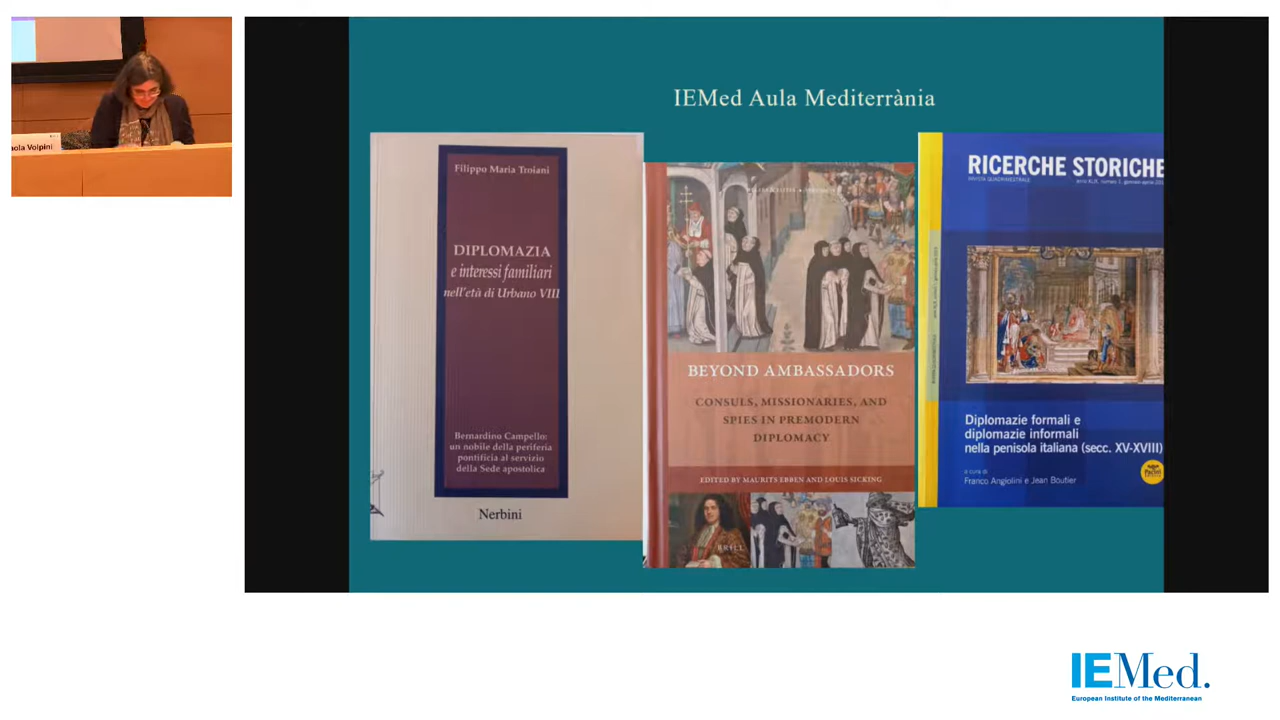 ola Volpini
IEMed Aula Mediterrània
Filippo Maria Troiani
DIPLOMAZIA
e interessi familiari
nell'età di Urbano VIII
Bernardino Campello:
un nobile della periferia
pontificia al servizio
della Sede apostolica
Nerbini
BEYOND AMBASSADORS
CONSULS, MISSIONARIES, AND
SPIES IN PREMODERN
DIPLOMACY
EDITED BY MAURITS EBBEN AND LOUIS SICKING
BRILL
RICERCHE STORICHE
RIVISTA QUADRIMESTRALE
Diplomazie formali e
diplomazie informali
nella penisola italiana (secc. XV-XVIII)
a cura di
Franco Angiolini e Jean Boutier
Pacini
IEMed.
European Institute of the Mediterranean